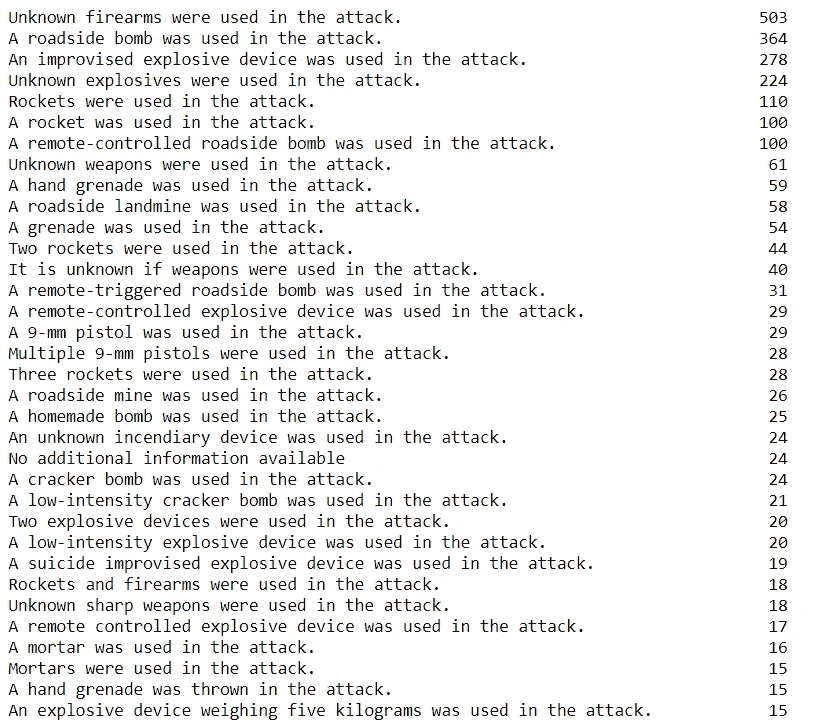 Unknown firearms were used in the attack. 503
A roadside bomb was used in the attack. 364
An improvised explosive device was used in the attack. 278
Unknown explosives were used in the attack. 224
Rockets were used in the attack. 110
A rocket was used in the attack. 100
A remote-controlled roadside bomb was used in the attack. 100
Unknown weapons were used in the attack. 61
A hand grenade was used in the attack. 59
A roadside landmine was used in the attack. 58
A grenade was used in the attack. 54
Two rockets were used in the attack. 44
It is unknown if weapons were used in the attack. 40
A remote-triggered roadside bomb was used in the attack. 31
A remote-controlled explosive device was used in the attack. 29
A 9-mm pistol was used in the attack. 29
Multiple 9-mm pistols were used in the attack. 28
Three rockets were used in the attack. 28
A roadside mine was used in the attack. 26
A homemade bomb was used in the attack. 25
An unknown incendiary device was used in the attack. 24
No additional information available 24
A cracker bomb was used in the attack. 24
A low-intensity cracker bomb was used in the attack. 21
Two explosive devices were used in the attack. 20
A low-intensity explosive device was used in the attack. 20
A suicide improvised explosive device was used in the attack. 19
Rockets and firearms were used in the attack. 18
Unknown sharp weapons were used in the attack. 18
A remote controlled explosive device was used in the attack. 17
A mortar was used in the attack. 16
Mortars were used in the attack. 15
A hand grenade was thrown in the attack. 15
An explosive device weighing five kilograms was used in the attack. 15